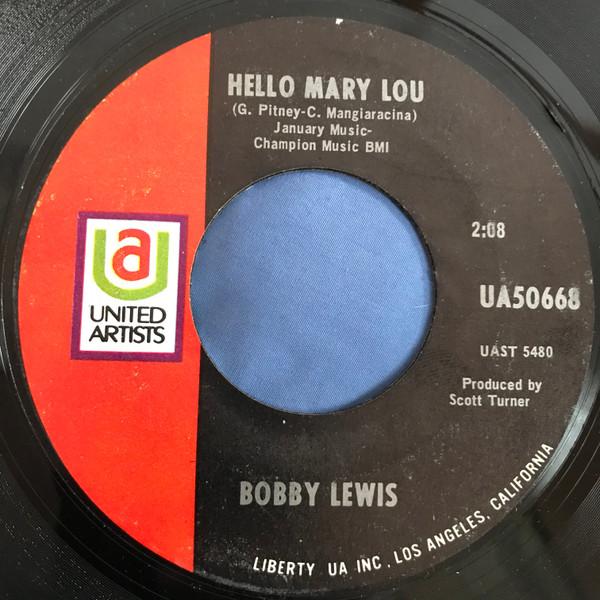 HELLO MARY LOU
(G. Pitney-C. Mangiaracina)
January Music-
Champion Music BMI
2:08
UA50668
UAST 5480
Produced by
Scott Turner
ua
UNITED
ARTISTS
BOBBY LEWIS
LIBERTY UA INC. LOS ANGELES, CALIFORNIA